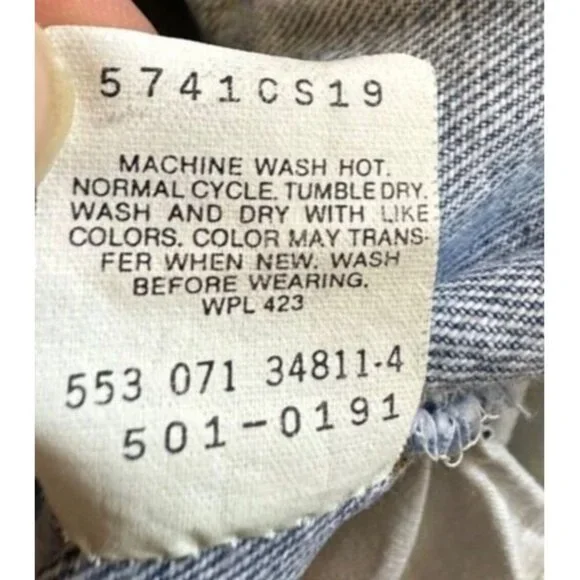 5741CS19
MACHINE WASH HOT.
NORMAL CYCLE. TUMBLE DRY.
WASH AND DRY WITH LIKE
COLORS. COLOR MAY TRANS-
FER WHEN NEW. WASH
BEFORE WEARING.
WPL 423
553 071 34811-4
501-0191